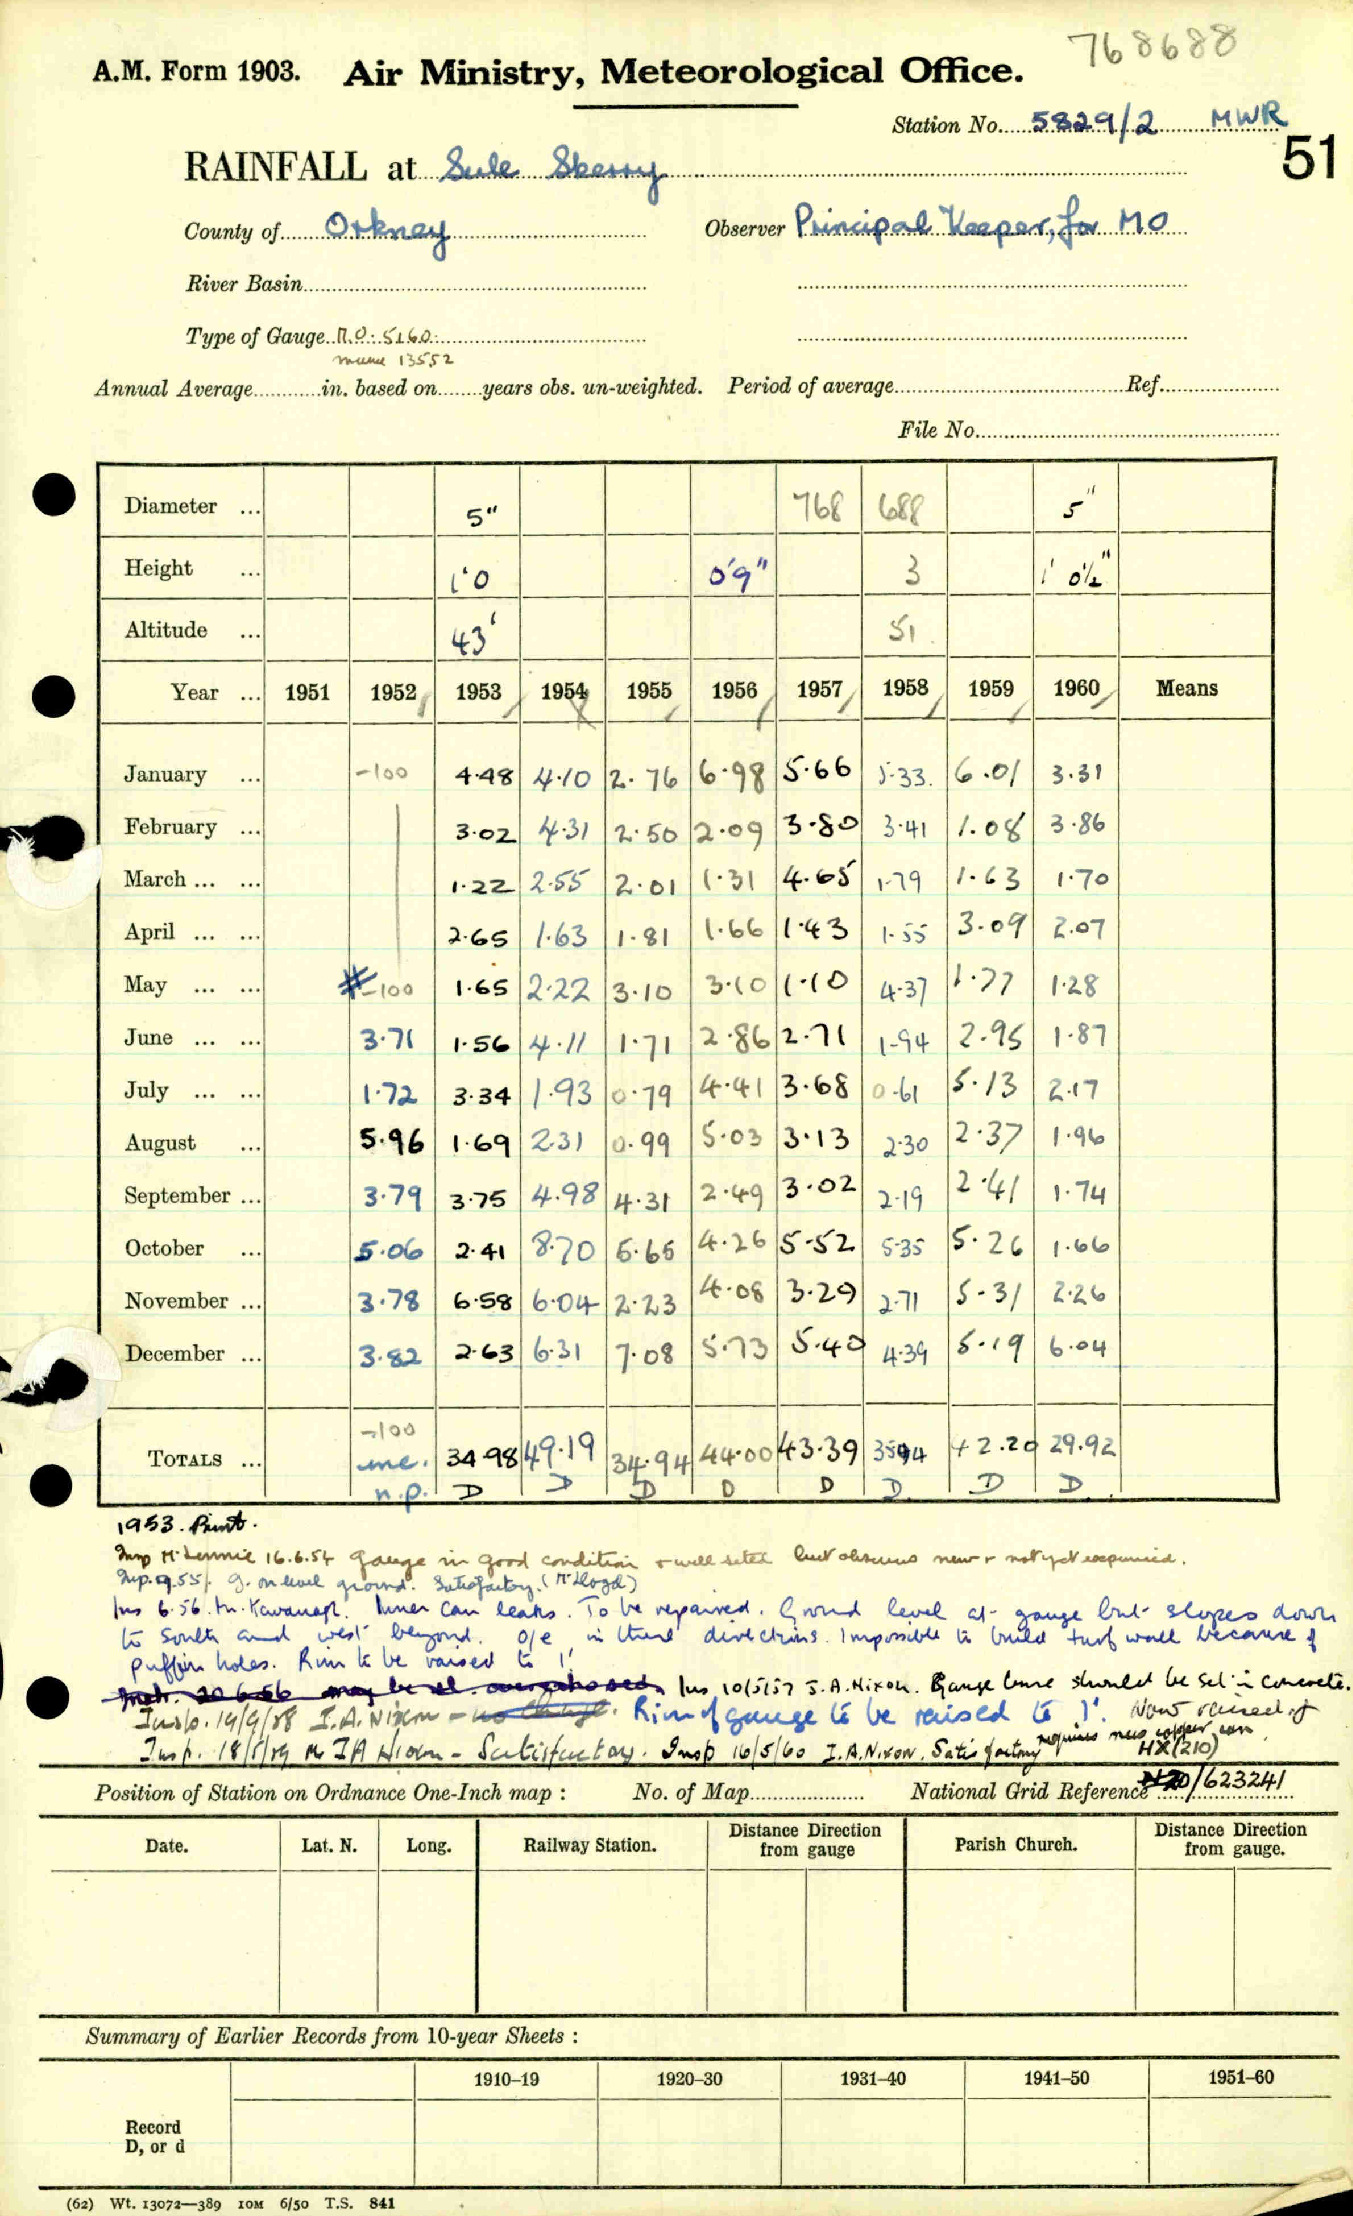 768688
A.M. Form 1903. Air Ministry, Meteorological Office.
Station No. 5829/2 MWR
51
RAINFALL at Sule Skerry
County of Orkney Observer Principal Keeper, for MO
River Basin
Type of Gauge M.O. 5160
13552
Annual Average in. based on years obs. un-weighted. Period of average Ref.
File No.
Diameter ... 5" 768 688 5"
Height ... 1'0 0'9" 3 1' 0½"
Altitude ... 43' 51
Year ... 1951 1952 1953 1954 1955 1956 1957 1958 1959 1960 Means
January ... -100 4.48 4.10 2.76 6.98 5.66 5.33 6.01 3.31
February ... 3.02 4.31 2.50 2.09 3.80 3.41 1.08 3.86
March ... ... 1.22 2.55 2.01 1.31 4.65 1.79 1.63 1.70
April ... ... 2.65 1.63 1.81 1.66 1.43 1.55 3.09 2.07
May ... ... # -100 1.65 2.22 3.10 3.10 1.10 4.37 1.77 1.28
June ... ... 3.71 1.56 4.11 1.71 2.86 2.71 1.94 2.95 1.87
July ... ... 1.72 3.34 1.93 0.79 4.41 3.68 0.61 5.13 2.17
August ... 5.96 1.69 2.31 0.99 5.03 3.13 2.30 2.37 1.96
September ... 3.79 3.75 4.98 4.31 2.49 3.02 2.19 2.41 1.74
October ... 5.06 2.41 8.70 5.65 4.26 5.52 5.35 5.26 1.66
November ... 3.78 6.58 6.04 2.23 4.08 3.29 2.71 5.31 2.26
December ... 3.82 2.63 6.31 7.08 5.73 5.40 4.39 5.19 6.04
-100
TOTALS ... inc. 34.98 49.19 34.94 44.00 43.39 35.94 42.20 29.92
n.p. D D D D D D D D
1953. Print.
Insp Mr Lennie 16.6.54 gauge in good condition & well sited but observers new & not yet experienced.
Insp. 9.55. G. on level ground. Satisfactory. (Mr Lloyd)
Ins 6.56. Mr. Kavanagh. Inner can leaks. To be repaired. Ground level at gauge but slopes down
to south and west beyond. o/e in these directions. Impossible to build turf wall because of
puffin holes. Rim to be raised to 1'
20.6.56 may be sl. overexposed. Ins 10/5/57 I.A. Nixon. Gauge base should be set in concrete.
Insp. 19/9/58 I.A. Nixon - no change. Rim of gauge to be raised to 1'. Now raised
Insp. 18/5/59 Mr I A Nixon - Satisfactory. Insp 16/5/60 I.A. Nixon. Satisfactory requires new copper can
HX(210)
Position of Station on Ordnance One-Inch map : No. of Map National Grid Reference N20/623241
Date. Lat. N. Long. Railway Station. Distance from gauge Direction Parish Church. Distance Direction from gauge.
Summary of Earlier Records from 10-year Sheets :
1910–19 1920–30 1931–40 1941–50 1951–60
Record
D, or d
(62) Wt. 13072—389 10M 6/50 T.S. 841